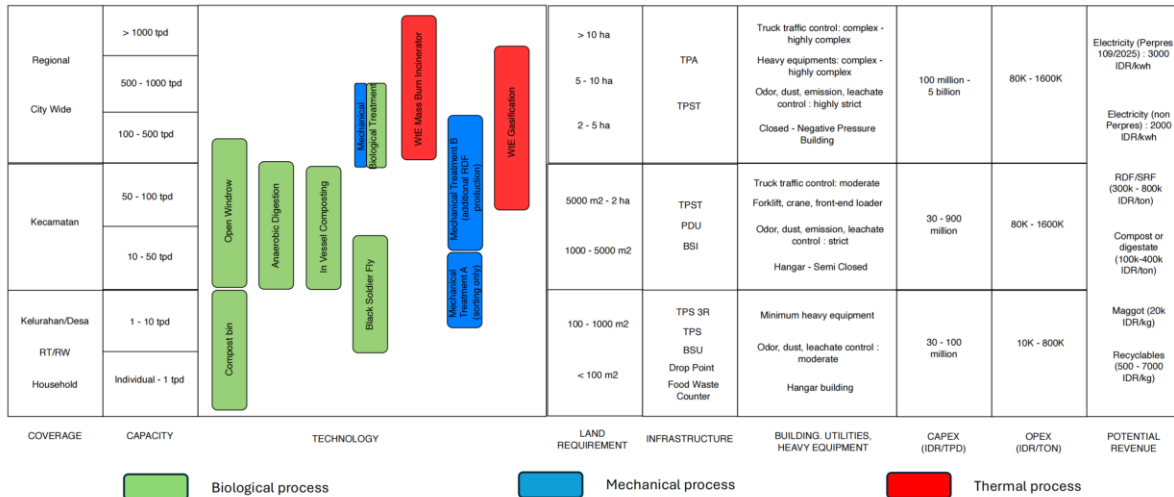 Regional
City Wide
> 1000 tpd
500 - 1000 tpd
100 - 500 tpd
Kecamatan
50 - 100 tpd
10 - 50 tpd
Kelurahan/Desa
RT/RW
Household
1 - 10 tpd
Individual - 1 tpd
Open Windrow
Compost bin
Anaerobic Digestion
In Vessel Composting
Mechanical
Biological Treatment
Black Soldier Fly
WtE Mass Burn Incinerator
Mechanical Treatment B
(additional RDF
production)
Mechanical
Treatment A
(sorting only)
WtE Gasification
> 10 ha
5 - 10 ha
2 - 5 ha
5000 m2 - 2 ha
1000 - 5000 m2
100 - 1000 m2
< 100 m2
TPA
TPST
TPST
PDU
BSI
TPS 3R
TPS
BSU
Drop Point
Food Waste
Counter
Truck traffic control: complex -
highly complex
Heavy equipments: complex -
highly complex
Odor, dust, emission, leachate
control : highly strict
Closed - Negative Pressure
Building
Truck traffic control: moderate
Forklift, crane, front-end loader
Odor, dust, emission, leachate
control : strict
Hangar - Semi Closed
Minimum heavy equipment
Odor, dust, leachate control :
moderate
Hangar building
100 million -
5 billion
30 - 900
million
30 - 100
million
80K - 1600K
80K - 1600K
10K - 800K
Electricity (Perpres
109/2025) : 3000
IDR/kwh
Electricity (non
Perpres) : 2000
IDR/kwh
RDF/SRF
(300k - 800k
IDR/ton)
Compost or
digestate
(100k-400k
IDR/ton)
Maggot (20k
IDR/kg)
Recyclables
(500 - 7000
IDR/kg)
COVERAGE
CAPACITY
TECHNOLOGY
LAND
REQUIREMENT
INFRASTRUCTURE
BUILDING. UTILITIES,
HEAVY EQUIPMENT
CAPEX
(IDR/TPD)
OPEX
(IDR/TON)
POTENTIAL
REVENUE
Biological process
Mechanical process
Thermal process